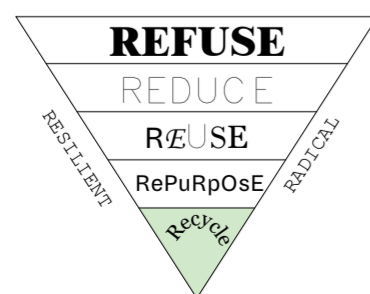 REFUSE
REDUCE
REUSE
RePuRpOsE
Recycle
RESILIENT
RADICAL